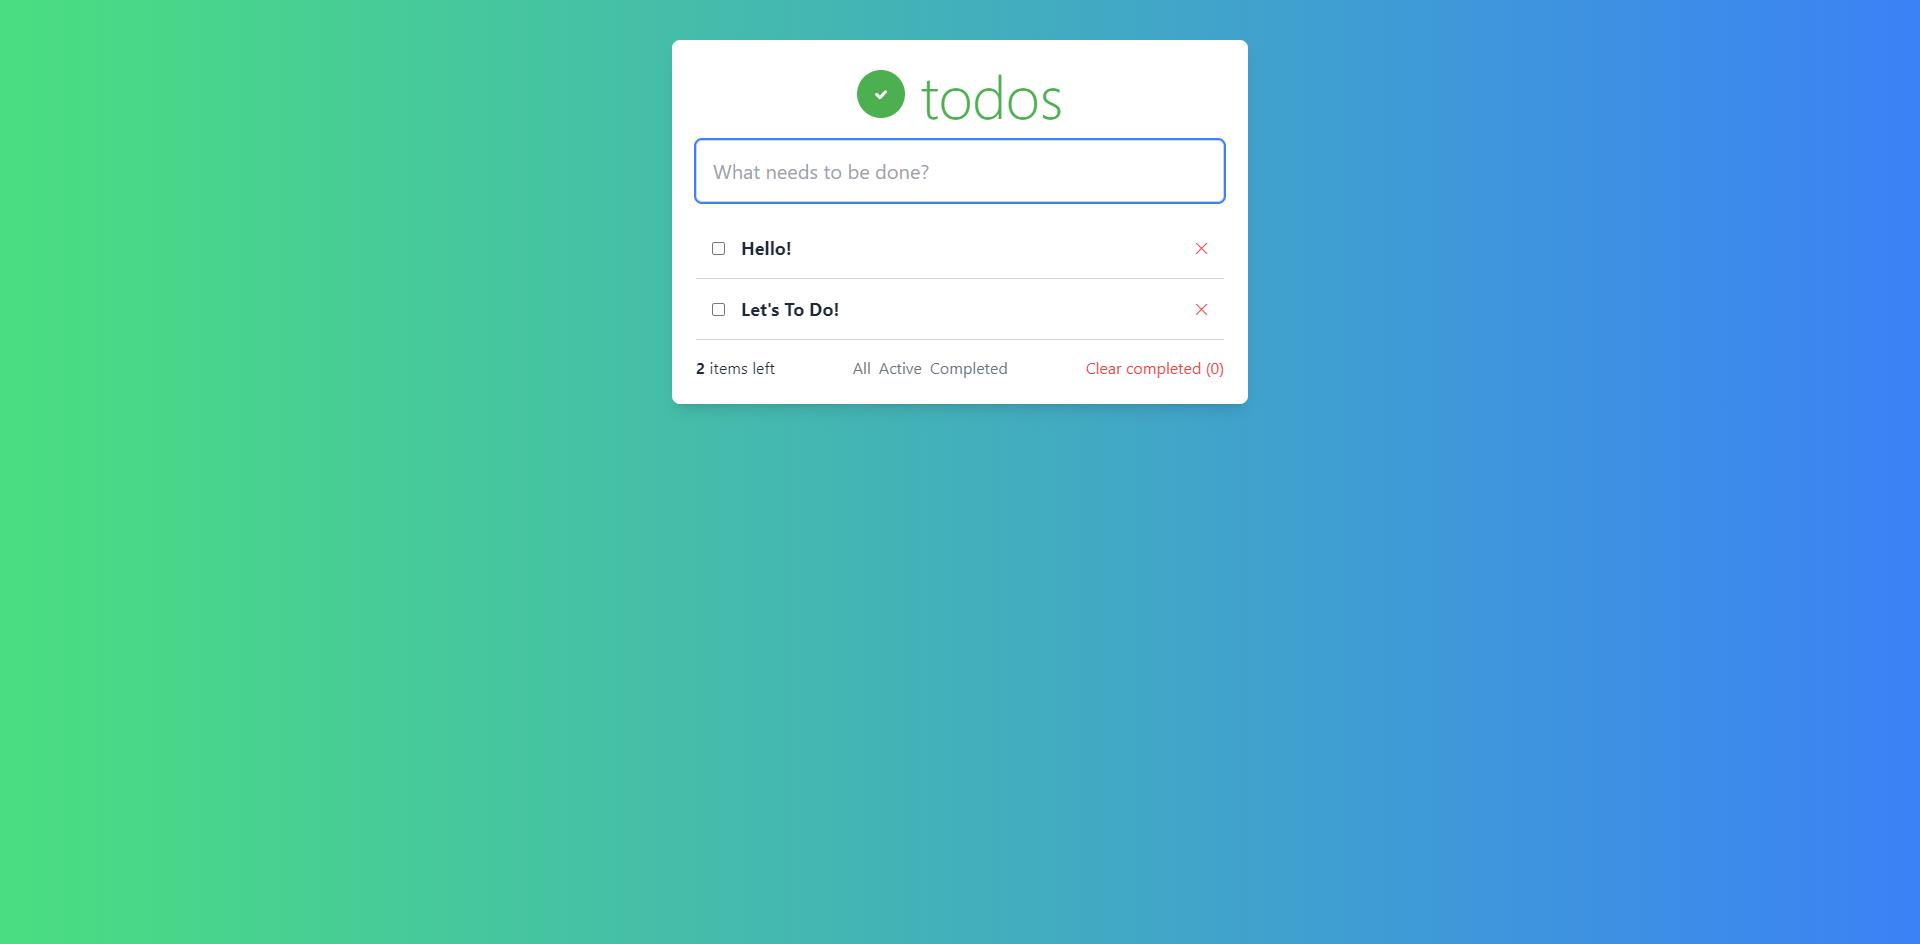 todos
What needs to be done?
Hello!
Let's To Do!
2 items left All Active Completed Clear completed (0)